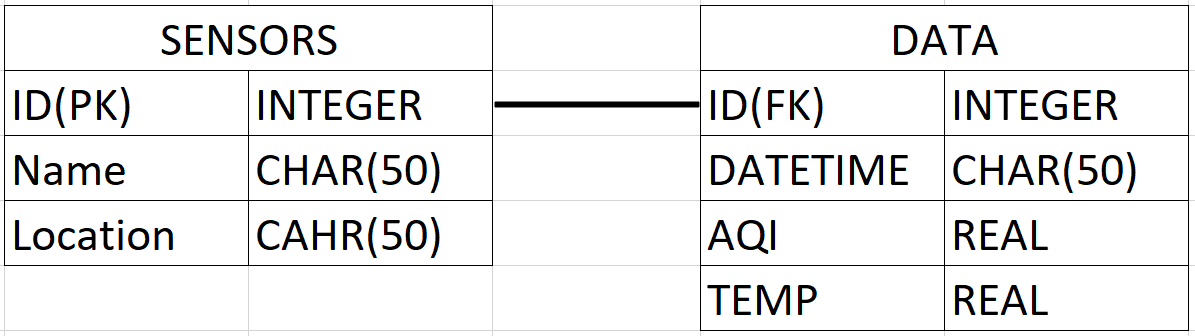 SENSORS
ID(PK) INTEGER
Name CHAR(50)
Location CAHR(50)
DATA
ID(FK) INTEGER
DATETIME CHAR(50)
AQI REAL
TEMP REAL